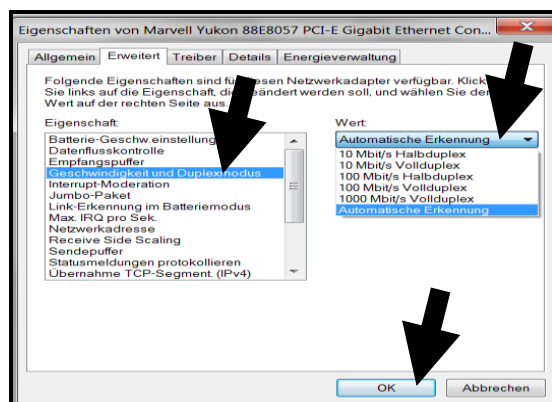 Eigenschaften von Marvell Yukon 88E8057 PCI-E Gigabit Ethernet Con...
Allgemein Erweitert Treiber Details Energieverwaltung
Folgende Eigenschaften sind für diesen Netzwerkadapter verfügbar. Klick
Sie links auf die Eigenschaft, die geändert werden soll, und wählen Sie de
Wert auf der rechten Seite aus.
Eigenschaft:
Wert:
Batterie-Geschw.einstellung
Datenflusskontrolle
Empfangspuffer
Geschwindigkeit und Duplexmodus
Interrupt-Moderation
Jumbo-Paket
Link-Erkennung im Batteriemodus
Max. IRQ pro Sek.
Netzwerkadresse
Receive Side Scaling
Sendepuffer
Statusmeldungen protokollieren
Übernahme TCP-Segment. (IPv4)
Automatische Erkennung
10 Mbit/s Halbduplex
10 Mbit/s Vollduplex
100 Mbit/s Halbduplex
100 Mbit/s Vollduplex
1000 Mbit/s Vollduplex
Automatische Erkennung
OK Abbrechen